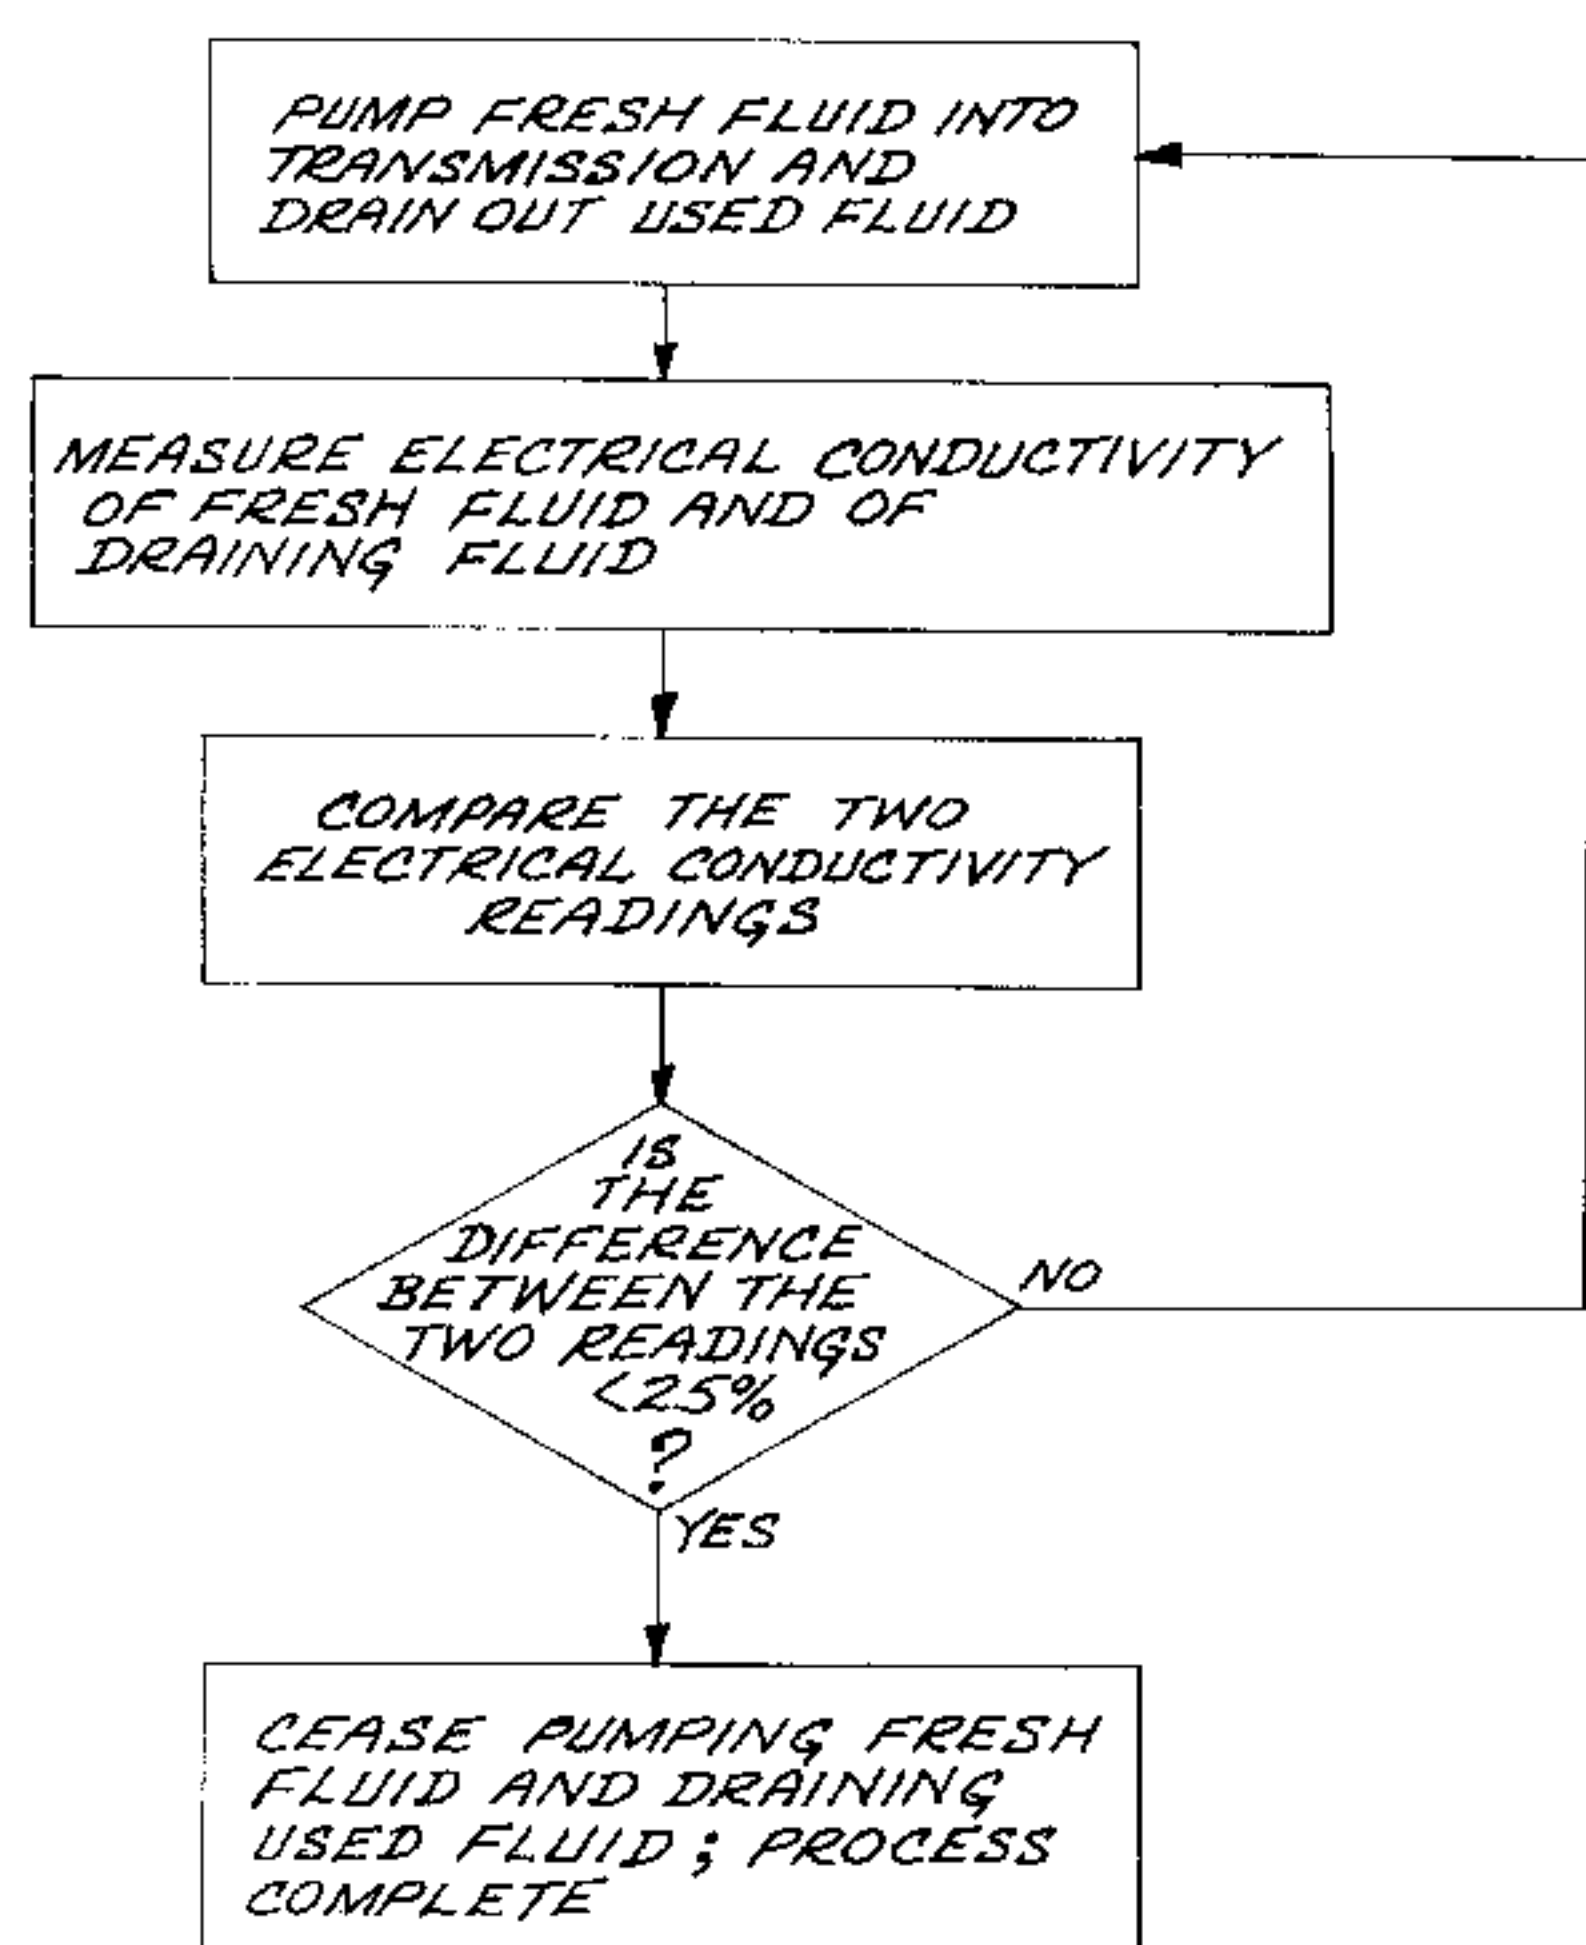 PUMP FRESH FLUID INTO
TRANSMISSION AND
DRAIN OUT USED FLUID
MEASURE ELECTRICAL CONDUCTIVITY
OF FRESH FLUID AND OF
DRAINING FLUID
COMPARE THE TWO
ELECTRICAL CONDUCTIVITY
READINGS
IS
THE
DIFFERENCE
BETWEEN THE
TWO READINGS
<25%
?
NO
YES
CEASE PUMPING FRESH
FLUID AND DRAINING
USED FLUID; PROCESS
COMPLETE